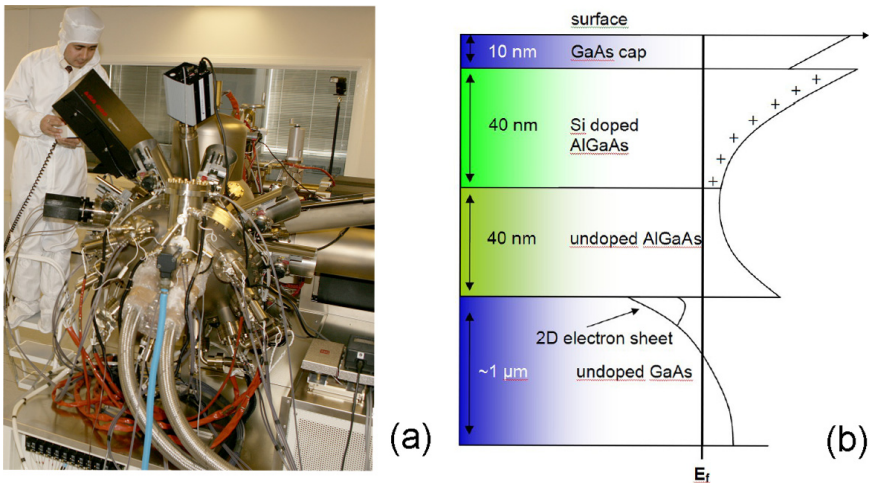 (a)
surface
10 nm
GaAs cap
40 nm
Si doped
AlGaAs
+ + + + + + + +
40 nm
undoped AlGaAs
2D electron sheet
~1 µm
undoped GaAs
(b)
Ef